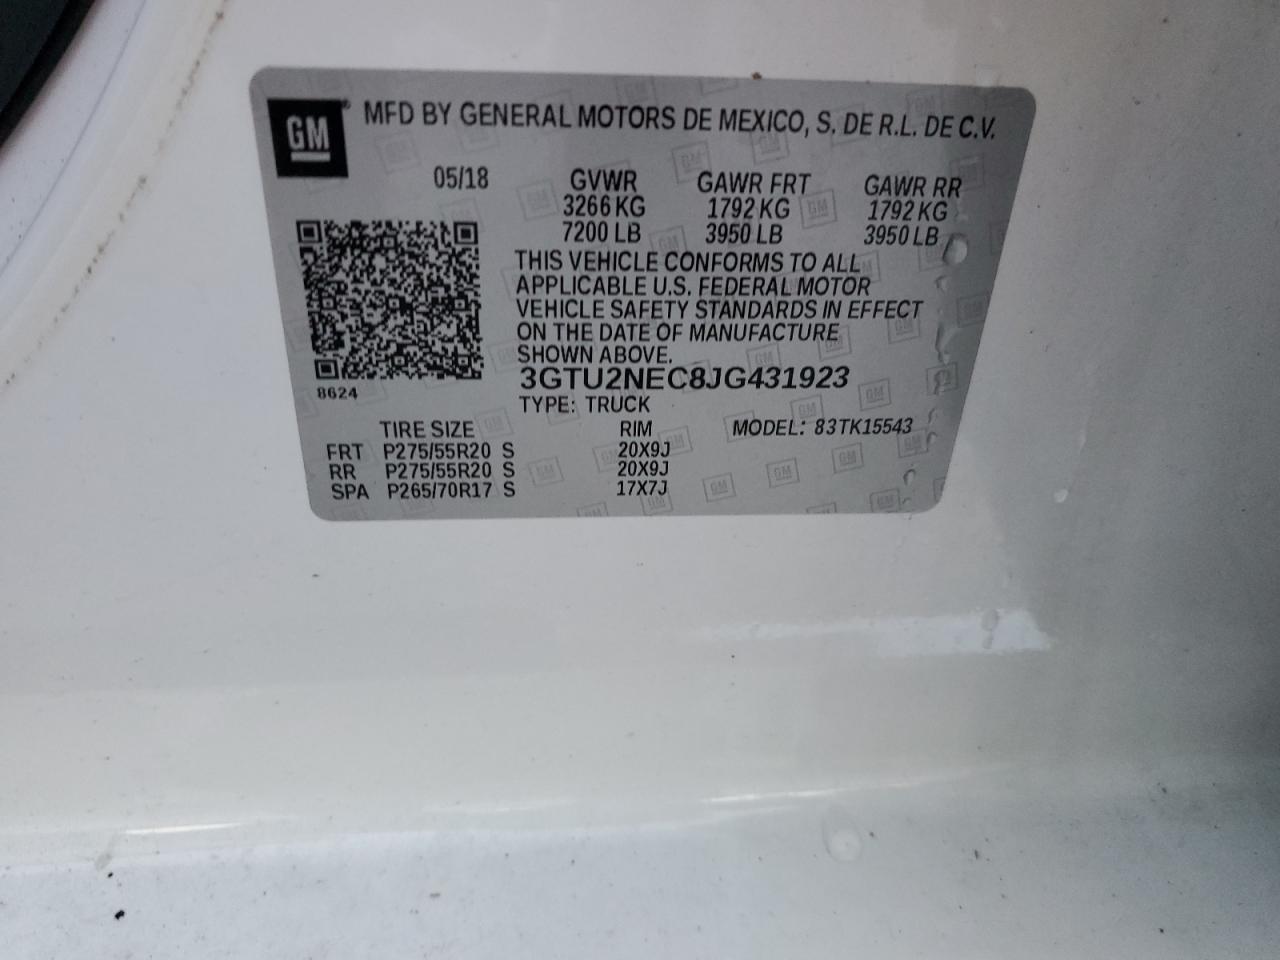 GM MFD BY GENERAL MOTORS DE MEXICO, S. DE R.L. DE C.V.
05/18 GVWR GAWR FRT GAWR RR
3266 KG 1792 KG 1792 KG
7200 LB 3950 LB 3950 LB
THIS VEHICLE CONFORMS TO ALL
APPLICABLE U.S. FEDERAL MOTOR
VEHICLE SAFETY STANDARDS IN EFFECT
ON THE DATE OF MANUFACTURE
SHOWN ABOVE.
8624
3GTU2NEC8JG431923
TYPE: TRUCK
TIRE SIZE RIM MODEL: 83TK15543
FRT P275/55R20 S 20X9J
RR P275/55R20 S 20X9J
SPA P265/70R17 S 17X7J